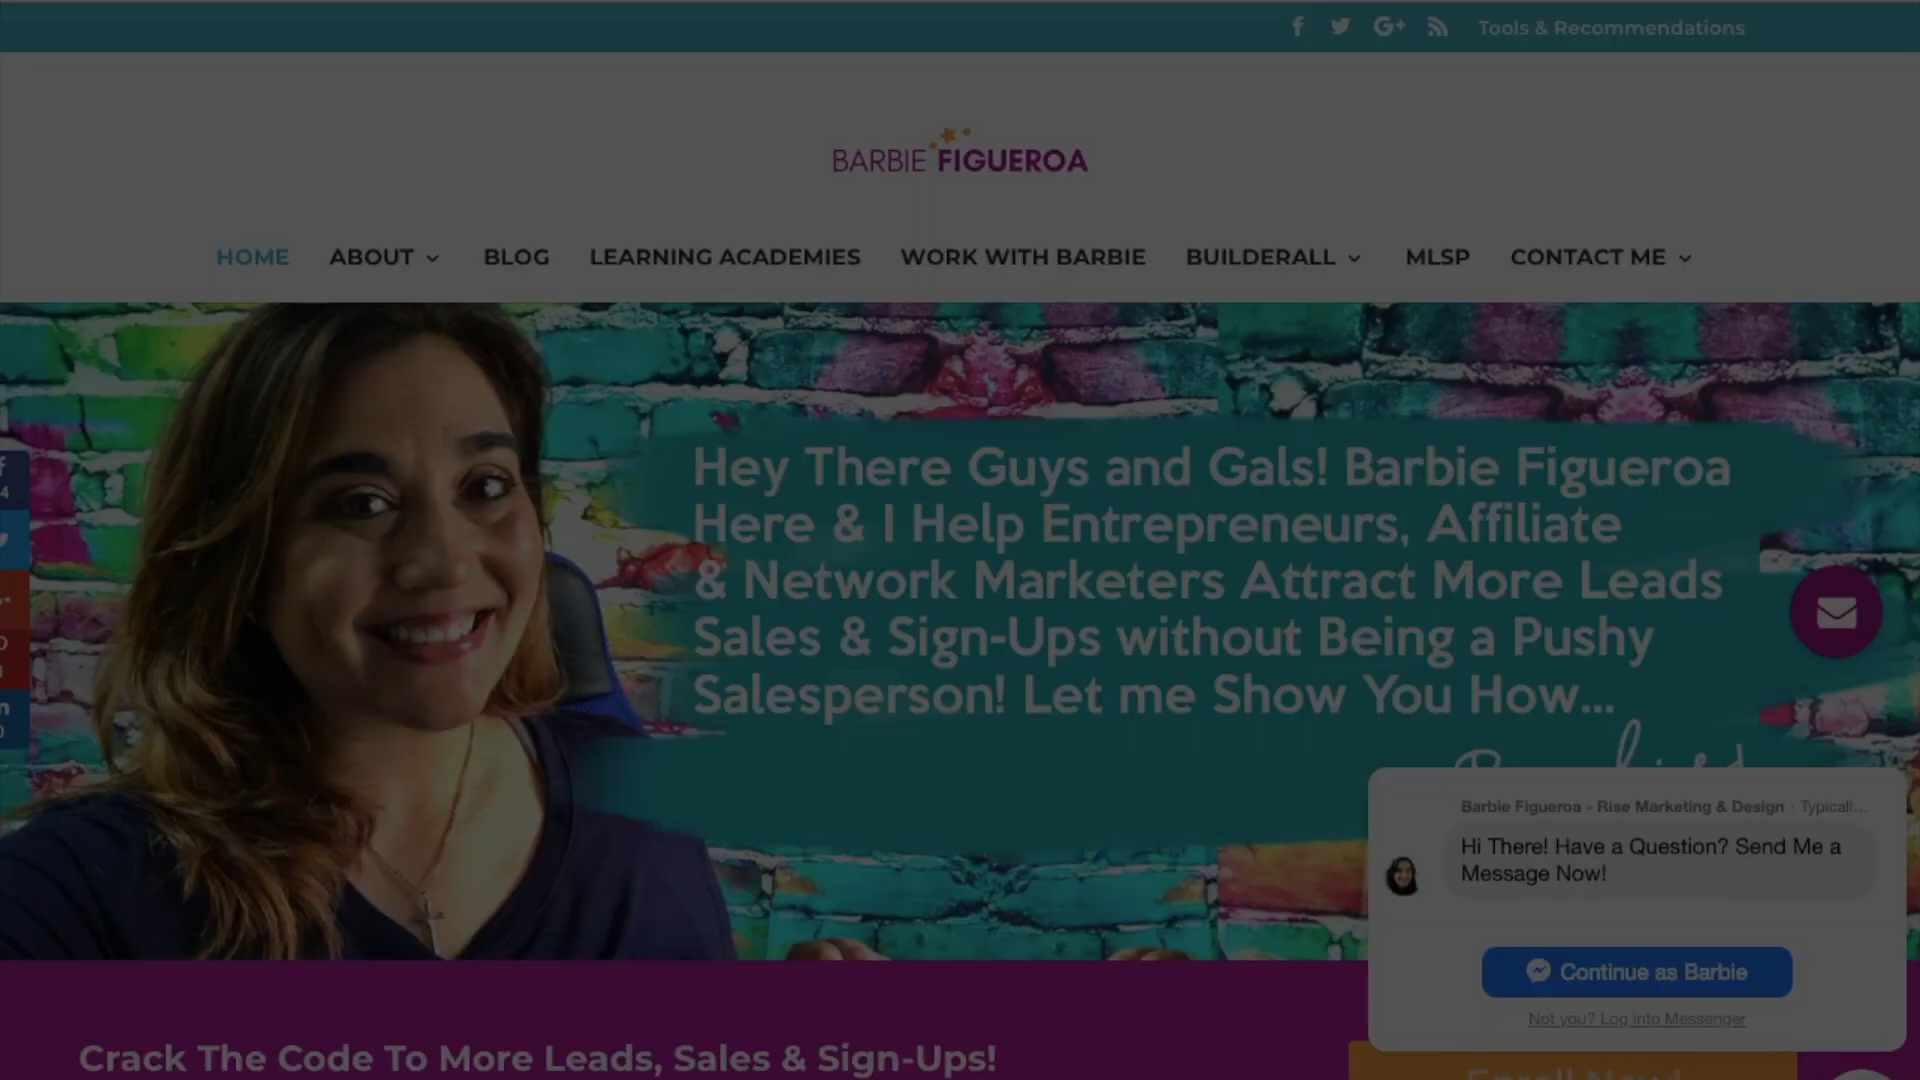 Tools & Recommendations
BARBIE FIGUEROA
HOME ABOUT BLOG LEARNING ACADEMIES WORK WITH BARBIE BUILDERALL MLSP CONTACT ME
Hey There Guys and Gals! Barbie Figueroa
Here & I Help Entrepreneurs, Affiliate
& Network Marketers Attract More Leads
Sales & Sign-Ups without Being a Pushy
Salesperson! Let me Show You How...
Barbie Figueroa - Rise Marketing & Design · Typicall...
Hi There! Have a Question? Send Me a
Message Now!
Continue as Barbie
Not you? Log into Messenger
Crack The Code To More Leads, Sales & Sign-Ups!
Enroll Now!